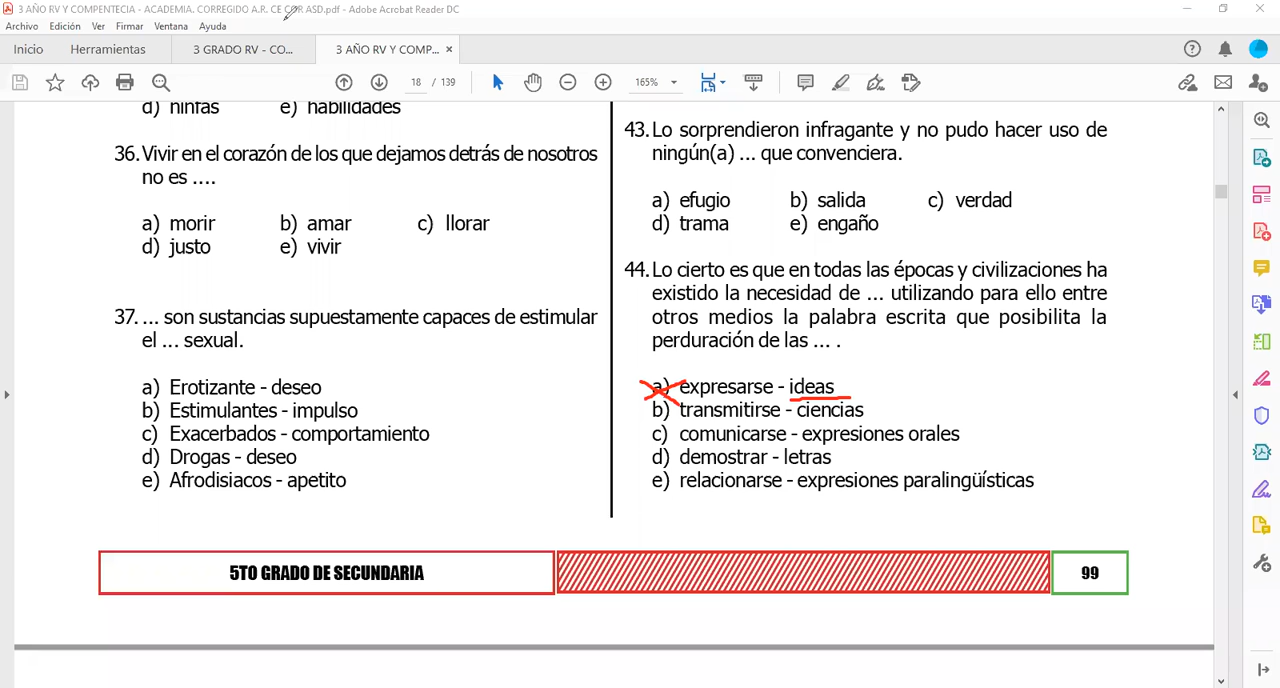 3 AÑO RV Y COMPENTECIA - ACADEMIA. CORREGIDO A.R. CE COR ASD.pdf - Adobe Acrobat Reader DC
Archivo Edición Ver Firmar Ventana Ayuda
Inicio Herramientas 3 GRADO RV - CO... 3 AÑO RV Y COMP... ×
18 / 139 165%
d) ninfas e) habilidades
36. Vivir en el corazón de los que dejamos detrás de nosotros
no es ....
a) morir b) amar c) llorar
d) justo e) vivir
37. ... son sustancias supuestamente capaces de estimular
el ... sexual.
a) Erotizante - deseo
b) Estimulantes - impulso
c) Exacerbados - comportamiento
d) Drogas - deseo
e) Afrodisiacos - apetito
43. Lo sorprendieron infragante y no pudo hacer uso de
ningún(a) ... que convenciera.
a) efugio b) salida c) verdad
d) trama e) engaño
44. Lo cierto es que en todas las épocas y civilizaciones ha
existido la necesidad de ... utilizando para ello entre
otros medios la palabra escrita que posibilita la
perduración de las ... .
a) expresarse - ideas
b) transmitirse - ciencias
c) comunicarse - expresiones orales
d) demostrar - letras
e) relacionarse - expresiones paralingüísticas
5TO GRADO DE SECUNDARIA
99